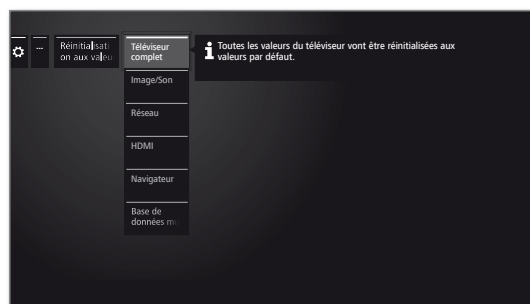 ...
Réinitialisati
on aux valeu
Téléviseur
complet
Toutes les valeurs du téléviseur vont être réinitialisées aux
valeurs par défaut.
Image/Son
Réseau
HDMI
Navigateur
Base de
données mu